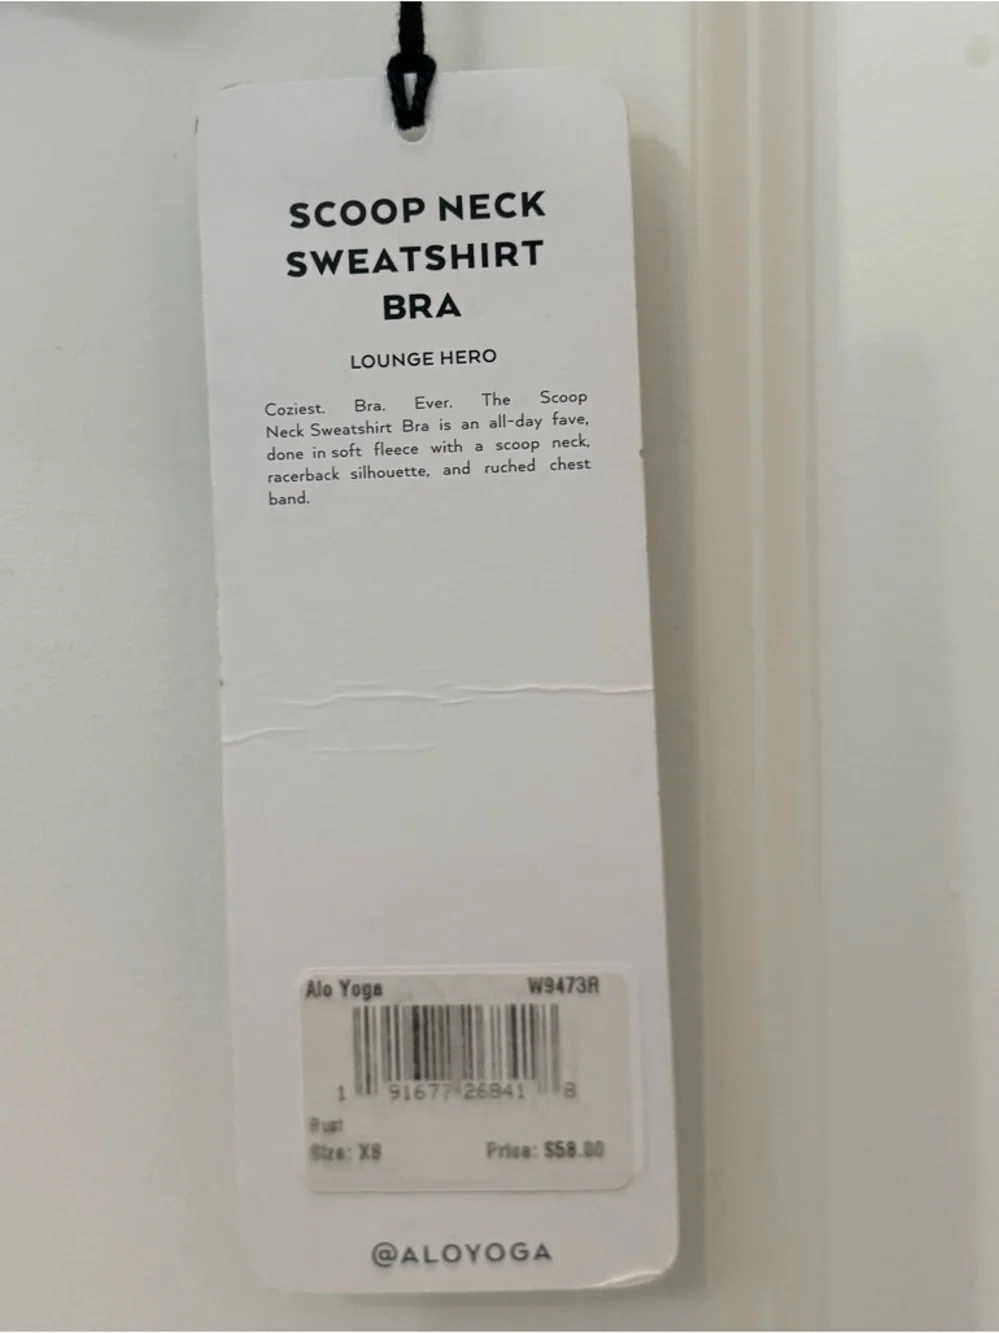 SCOOP NECK
SWEATSHIRT
BRA
LOUNGE HERO
Coziest. Bra. Ever. The Scoop
Neck Sweatshirt Bra is an all-day fave,
done in soft fleece with a scoop neck,
racerback silhouette, and ruched chest
band.
Alo Yoga W9473R
1 91677 26841 8
Rust
Size: XS Price: $58.00
@ALOYOGA